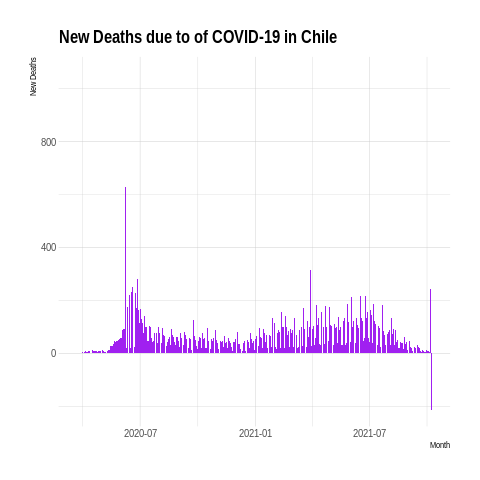 New Deaths due to of COVID-19 in Chile
New Deaths
800
400
0
2020-07 2021-01 2021-07
Month